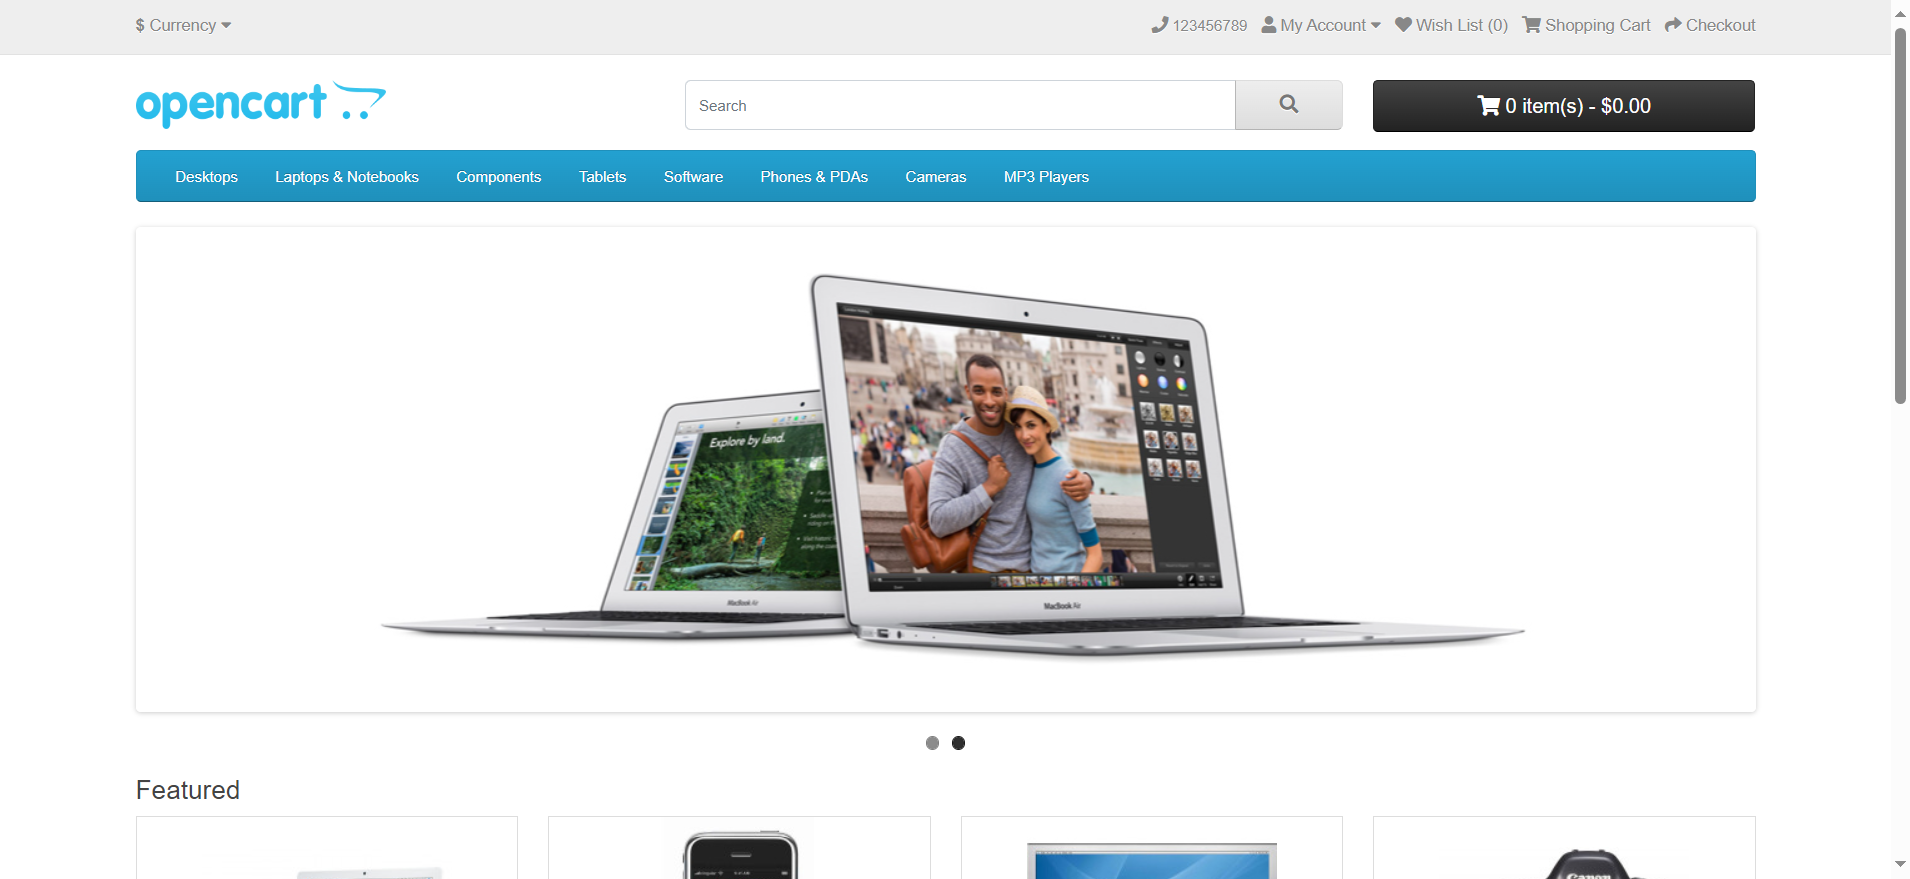 $ Currency
123456789 My Account Wish List (0) Shopping Cart Checkout
opencart
Search
0 item(s) - $0.00
Desktops Laptops & Notebooks Components Tablets Software Phones & PDAs Cameras MP3 Players
Explore by land.
MacBook Air
MacBook Air
Featured
Canon